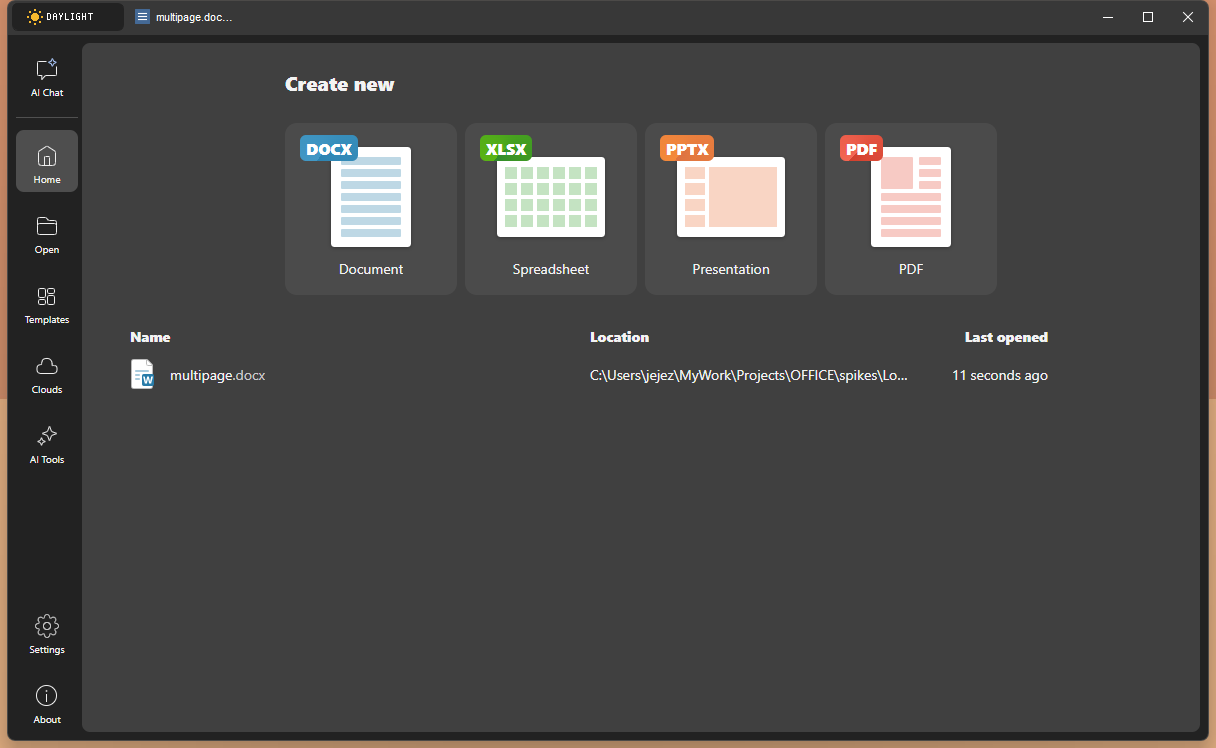 DAYLIGHT
multipage.doc...
AI Chat
Home
Open
Templates
Clouds
AI Tools
Settings
About
Create new
DOCX
Document
XLSX
Spreadsheet
PPTX
Presentation
PDF
PDF
Name Location Last opened
W
multipage.docx C:\Users\jejez\MyWork\Projects\OFFICE\spikes\Lo... 11 seconds ago